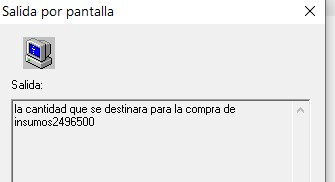 Salida por pantalla
Salida:
la cantidad que se destinara para la compra de
insumos2496500